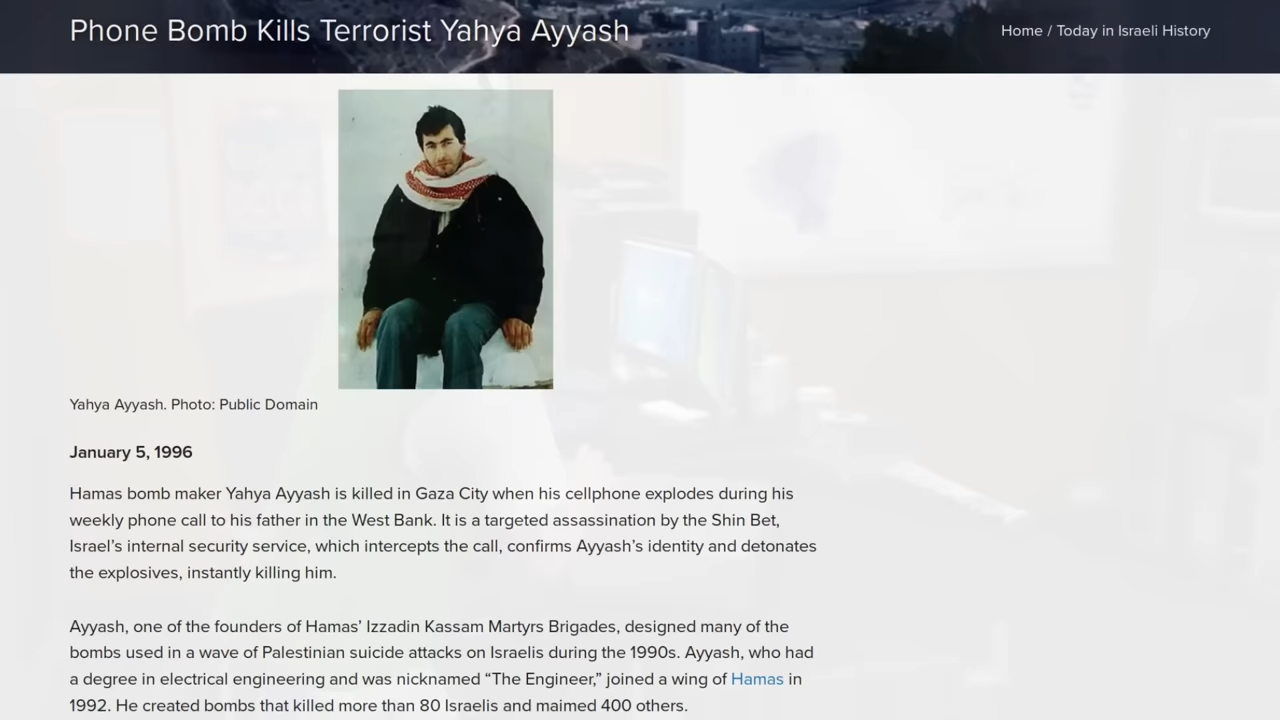 Phone Bomb Kills Terrorist Yahya Ayyash
Home / Today in Israeli History
Yahya Ayyash. Photo: Public Domain
January 5, 1996
Hamas bomb maker Yahya Ayyash is killed in Gaza City when his cellphone explodes during his
weekly phone call to his father in the West Bank. It is a targeted assassination by the Shin Bet,
Israel’s internal security service, which intercepts the call, confirms Ayyash’s identity and detonates
the explosives, instantly killing him.
Ayyash, one of the founders of Hamas’ Izzadin Kassam Martyrs Brigades, designed many of the
bombs used in a wave of Palestinian suicide attacks on Israelis during the 1990s. Ayyash, who had
a degree in electrical engineering and was nicknamed “The Engineer,” joined a wing of Hamas in
1992. He created bombs that killed more than 80 Israelis and maimed 400 others.